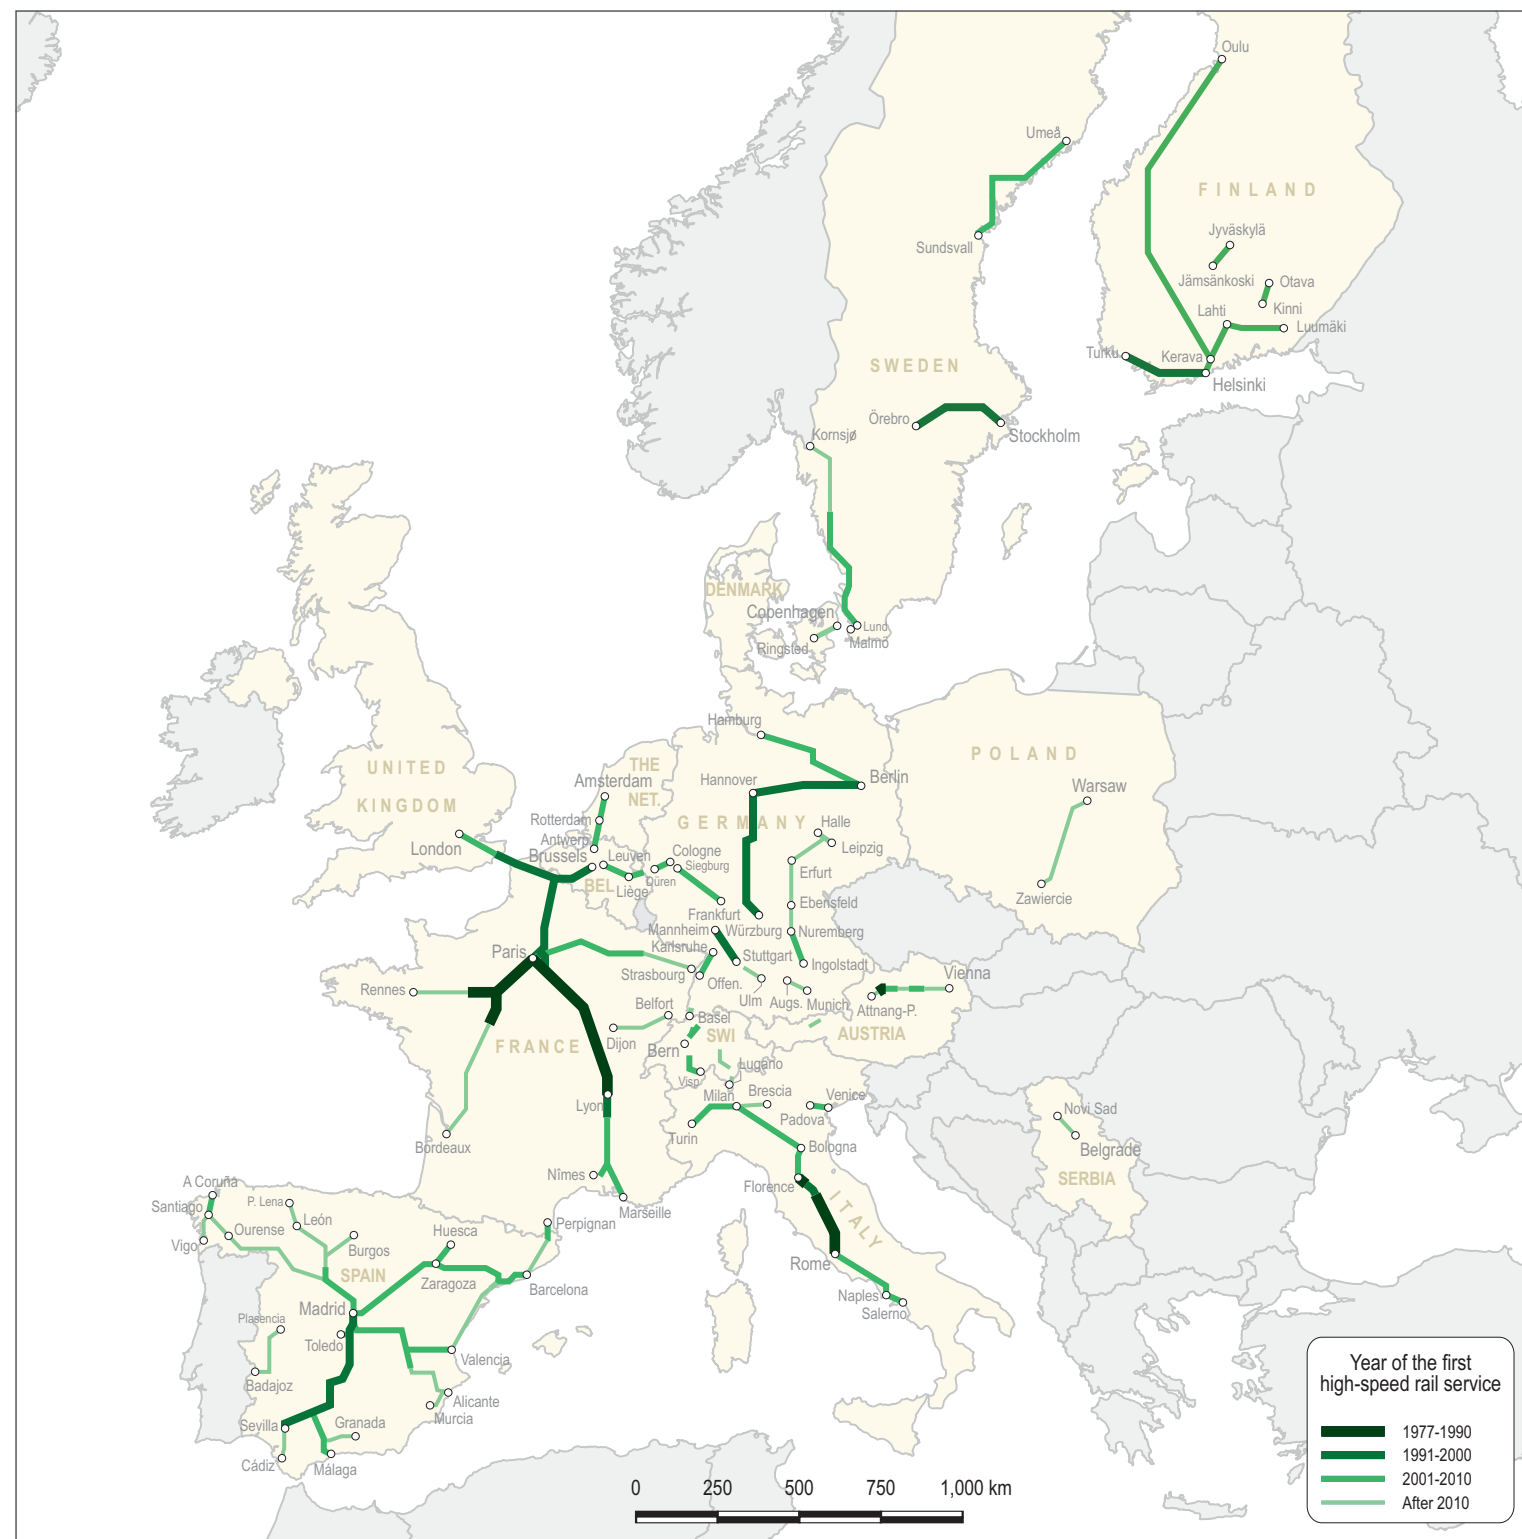 Oulu
Umeå
FINLAND
Jyväskylä
Sundsvall
Jämsänkoski
Otava
Kinni
Lahti
Luumäki
Turku
Kerava
Helsinki
SWEDEN
Örebro
Stockholm
Kornsjø
DENMARK
Copenhagen
Lund
Malmö
Ringsted
Hamburg
POLAND
UNITED
KINGDOM
THE
NET.
Amsterdam
Hannover
Berlin
Warsaw
Rotterdam
GERMANY
Halle
Antwerp
Leipzig
London
Brussels
Leuven
Cologne
Siegburg
Erfurt
BEL
Düren
Liège
Zawiercie
Ebensfeld
Frankfurt
Mannheim
Würzburg
Nuremberg
Paris
Karlsruhe
Stuttgart
Ingolstadt
Strasbourg
Vienna
Rennes
Offen.
Ulm
Augs.
Munich
Attnang-P.
Belfort
Basel
SWI
AUSTRIA
FRANCE
Dijon
Bern
Lugano
Visp
Milan
Brescia
Venice
Novi Sad
Lyon
Padova
Turin
Bordeaux
Bologna
Belgrade
SERBIA
Nîmes
Florence
ITALY
A Coruña
P. Lena
Santiago
León
Marseille
Ourense
Huesca
Perpignan
Vigo
Burgos
Rome
SPAIN
Zaragoza
Barcelona
Naples
Madrid
Salerno
Plasencia
Toledo
Valencia
Badajoz
Alicante
Murcia
Sevilla
Granada
Cádiz
Málaga
Year of the first
high-speed rail service
1977-1990
1991-2000
2001-2010
After 2010
0 250 500 750 1,000 km